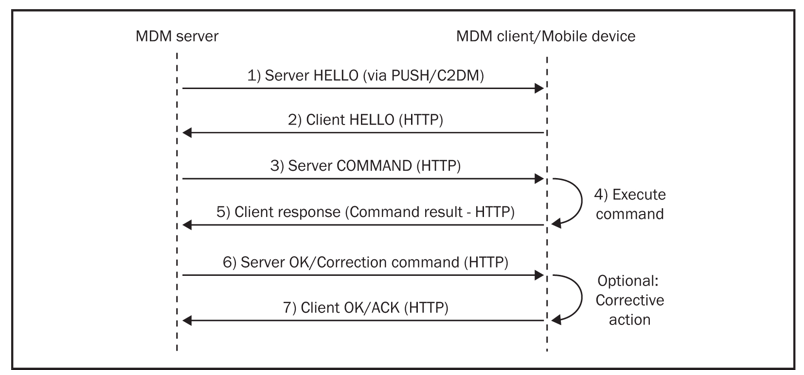 MDM server
MDM client/Mobile device
1) Server HELLO (via PUSH/C2DM)
2) Client HELLO (HTTP)
3) Server COMMAND (HTTP)
4) Execute
command
5) Client response (Command result - HTTP)
6) Server OK/Correction command (HTTP)
Optional:
Corrective
action
7) Client OK/ACK (HTTP)